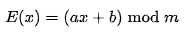 E(x) = (ax + b) mod m